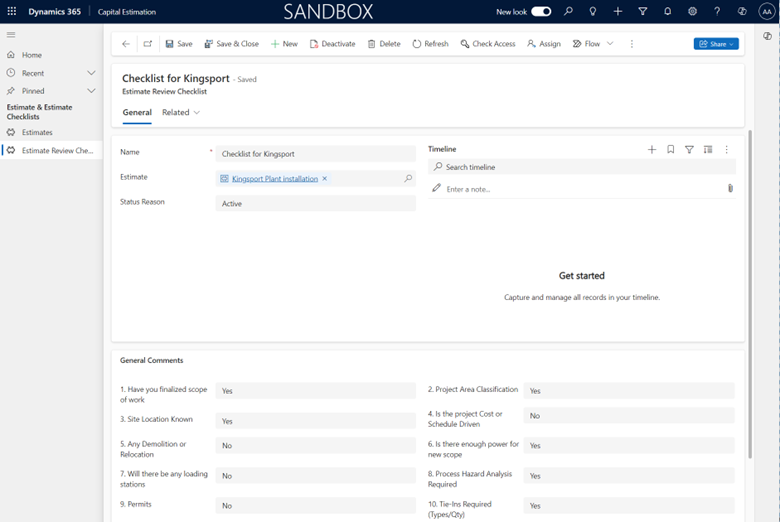 Dynamics 365
Capital Estimation
SANDBOX
New look
AA
Home
Recent
Pinned
Estimate & Estimate
Checklists
Estimates
Estimate Review Che...
Save
Save & Close
New
Deactivate
Delete
Refresh
Check Access
Assign
Flow
Share
Checklist for Kingsport - Saved
Estimate Review Checklist
General
Related
Name
*
Checklist for Kingsport
Estimate
Kingsport Plant installation
Status Reason
Active
Timeline
Search timeline
Enter a note...
Get started
Capture and manage all records in your timeline.
General Comments
1. Have you finalized scope
of work
Yes
2. Project Area Classification
Yes
3. Site Location Known
Yes
4. Is the project Cost or
Schedule Driven
No
5. Any Demolition or
Relocation
No
6. Is there enough power for
new scope
Yes
7. Will there be any loading
stations
No
8. Process Hazard Analysis
Required
Yes
9. Permits
No
10. Tie-Ins Required
(Types/Qty)
Yes